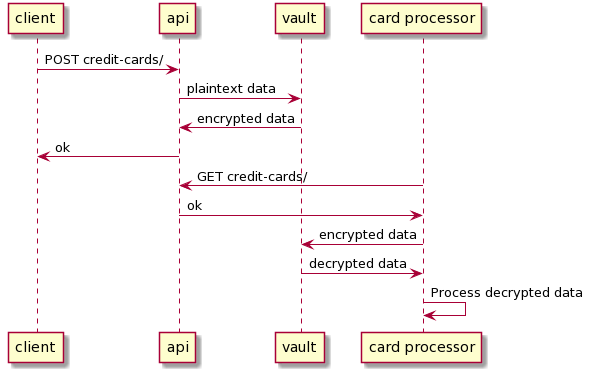 client api vault card processor
POST credit-cards/
plaintext data
encrypted data
ok
GET credit-cards/
ok
encrypted data
decrypted data
Process decrypted data
client api vault card processor